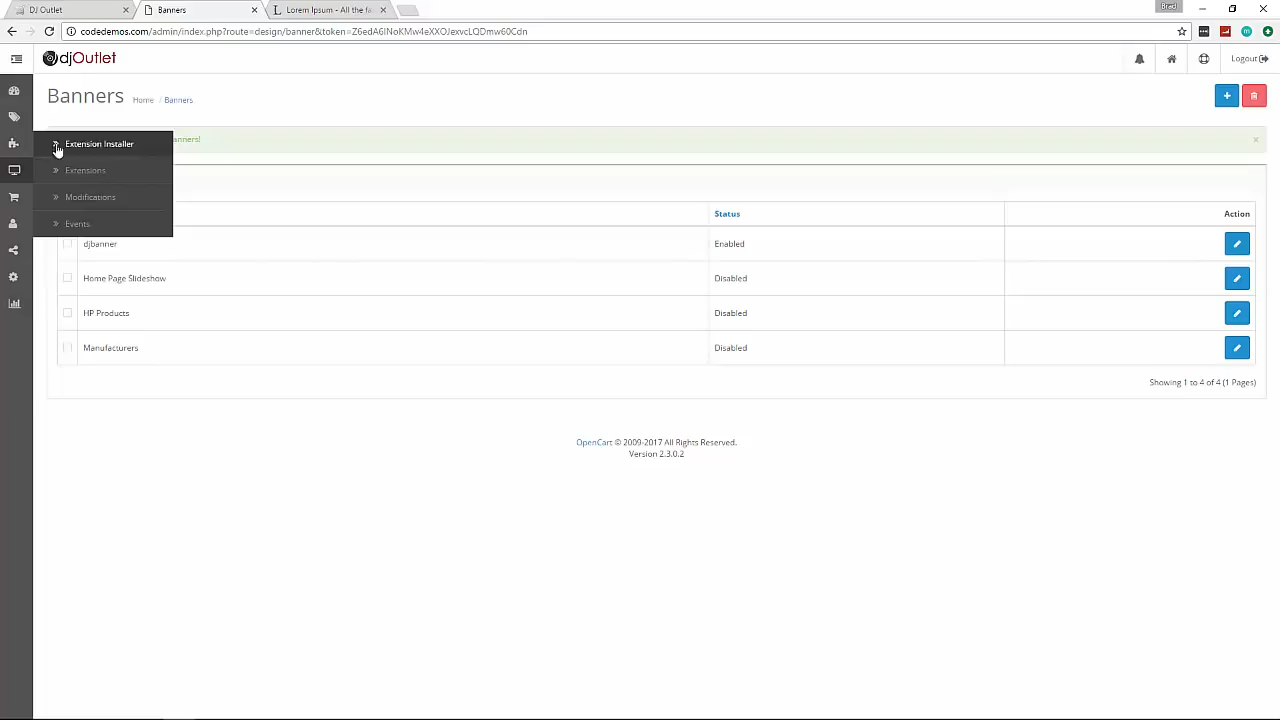 DJ Outlet
Banners
Lorem Ipsum - All the fa
Brad
codedemos.com/admin/index.php?route=design/banner&token=Z6edA6INoKMw4eXXOJexvcLQDmw60Cdn
djOutlet
Logout
Banners
Home / Banners
anners!
Extension Installer
Extensions
Modifications
Events
Status
Action
djbanner
Enabled
Home Page Slideshow
Disabled
HP Products
Disabled
Manufacturers
Disabled
Showing 1 to 4 of 4 (1 Pages)
OpenCart © 2009-2017 All Rights Reserved.
Version 2.3.0.2